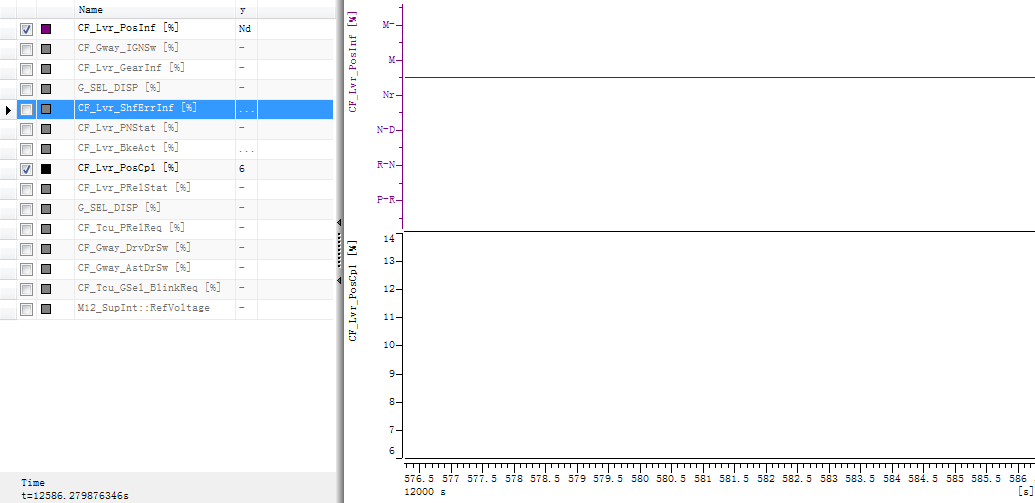 Name y
CF_Lvr_PosInf [%] Nd
CF_Gway_IGNSw [%] -
CF_Lvr_GearInf [%] -
G_SEL_DISP [%] -
CF_Lvr_ShfErrInf [%] ...
CF_Lvr_PNStat [%] -
CF_Lvr_BkeAct [%] ...
CF_Lvr_PosCpl [%] 6
CF_Lvr_PRelStat [%] -
G_SEL_DISP [%] -
CF_Tcu_PRelReq [%] -
CF_Gway_DrvDrSw [%] -
CF_Gway_AstDrSw [%] -
CF_Tcu_GSel_BlinkReq [%] -
M12_SupInt::RefVoltage -
Time
t=12586.279876346s
CF_Lvr_PosInf [%]
M-
M
Nr
N-D
R-N
P-R
CF_Lvr_PosCpl [%]
14
13
12
11
10
9
8
7
6
576.5 577 577.5 578 578.5 579 579.5 580 580.5 581 581.5 582 582.5 583 583.5 584 584.5 585 585.5 586
12000 s [s]